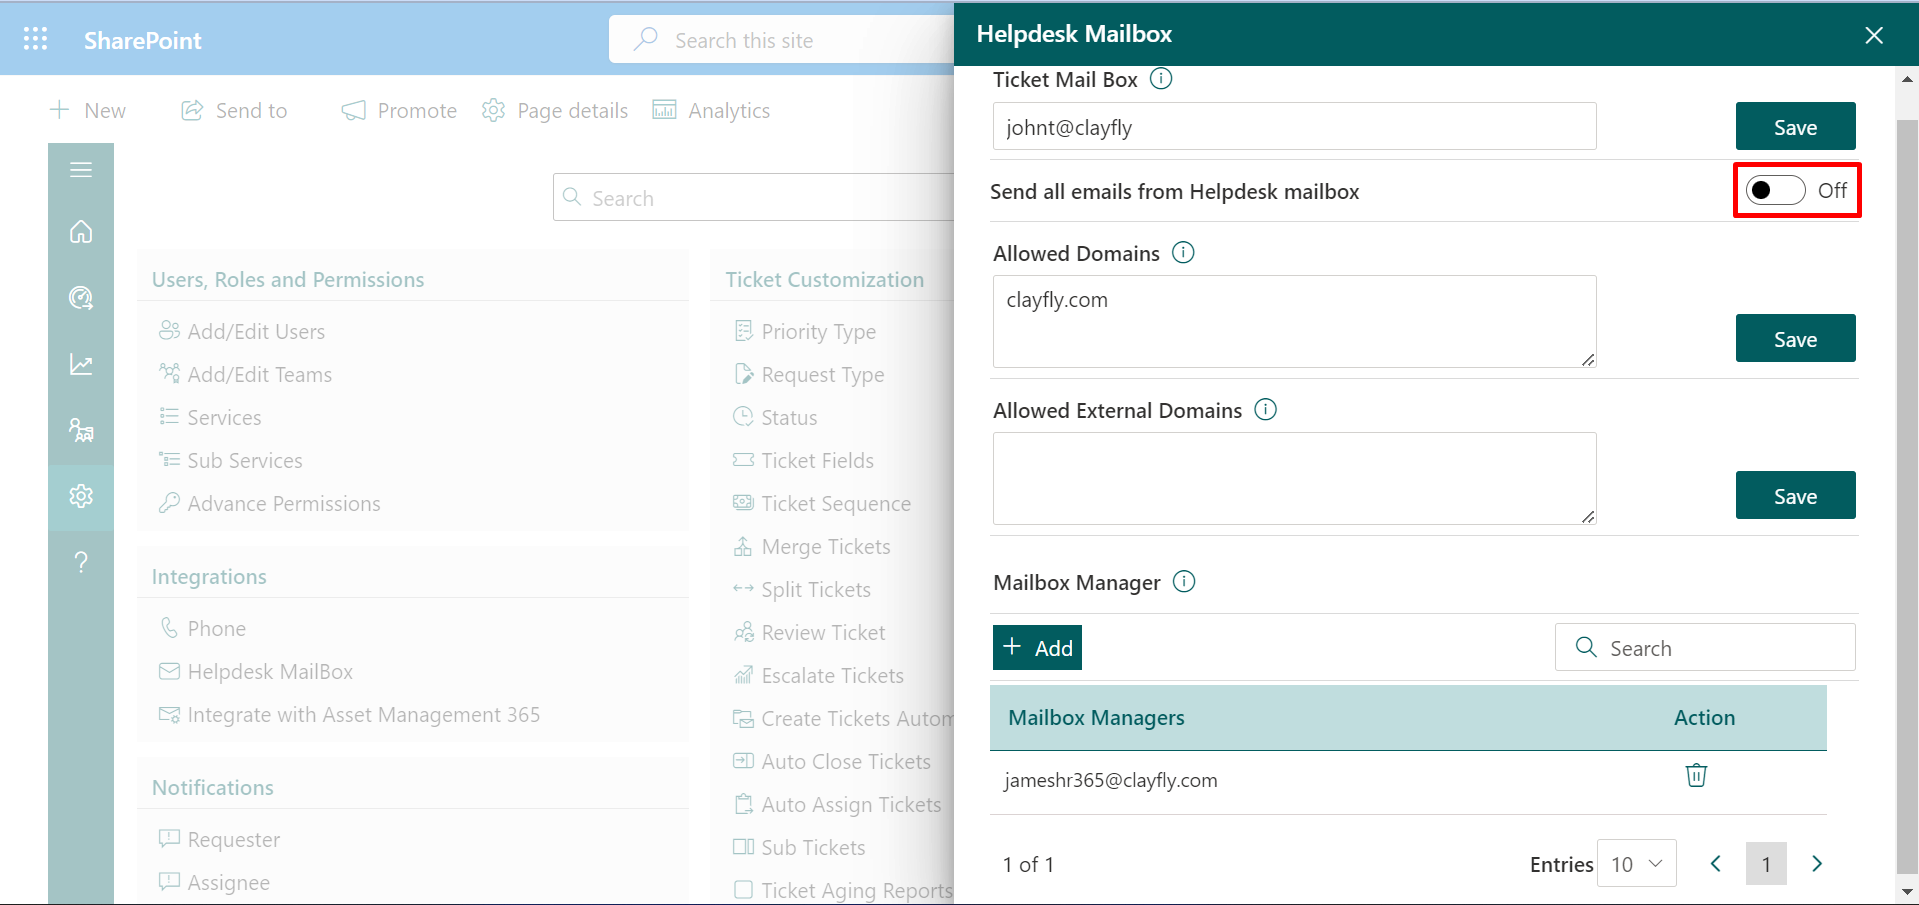 SharePoint
Search this site
New
Send to
Promote
Page details
Analytics
Search
Users, Roles and Permissions
Add/Edit Users
Add/Edit Teams
Services
Sub Services
Advance Permissions
Integrations
Phone
Helpdesk MailBox
Integrate with Asset Management 365
Notifications
Requester
Assignee
Ticket Customization
Priority Type
Request Type
Status
Ticket Fields
Ticket Sequence
Merge Tickets
Split Tickets
Review Ticket
Escalate Tickets
Create Tickets Autom
Auto Close Tickets
Auto Assign Tickets
Sub Tickets
Ticket Aging Reports
Helpdesk Mailbox
Ticket Mail Box
johnt@clayfly
Save
Send all emails from Helpdesk mailbox
Off
Allowed Domains
clayfly.com
Save
Allowed External Domains
Save
Mailbox Manager
Add
Search
Mailbox Managers Action
jameshr365@clayfly.com
1 of 1
Entries 10
1